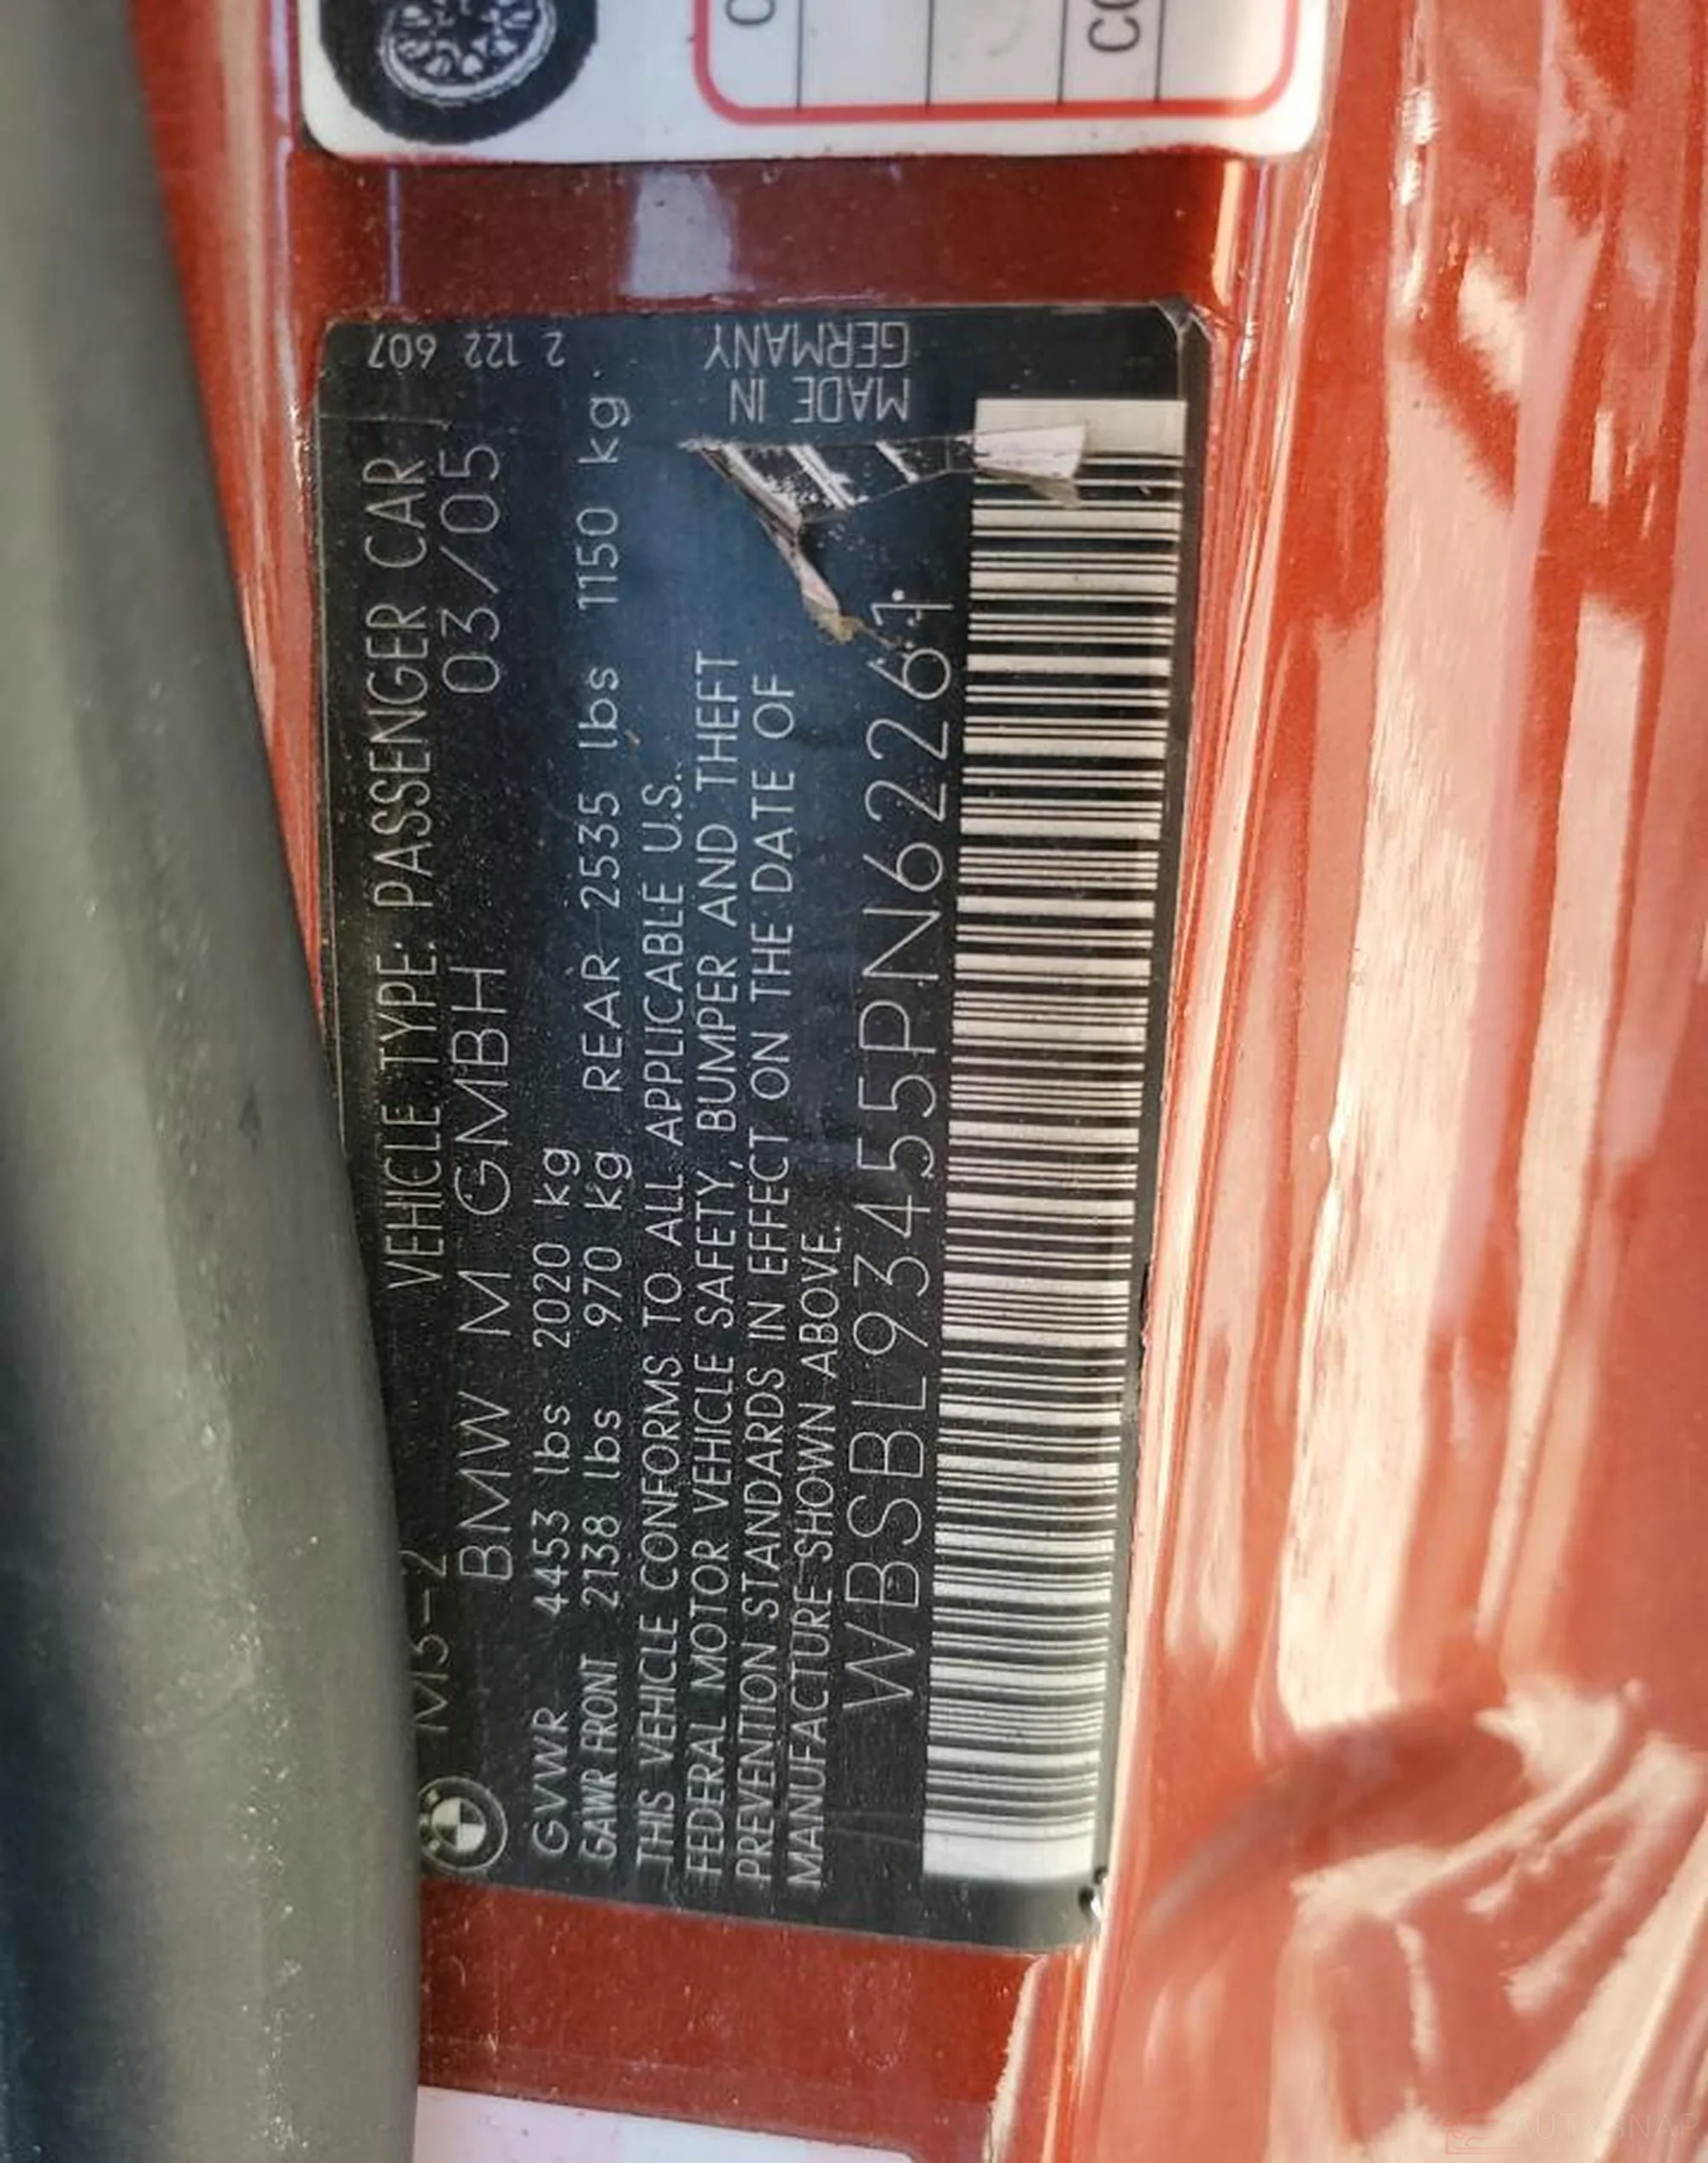 M3-2 VEHICLE TYPE: PASSENGER CAR
BMW M GMBH 03/05
GVWR 4453 lbs 2020 kg
GAWR FRONT 2138 lbs 970 kg REAR 2535 lbs 1150 kg
THIS VEHICLE CONFORMS TO ALL APPLICABLE U.S.
FEDERAL MOTOR VEHICLE SAFETY, BUMPER AND THEFT
PREVENTION STANDARDS IN EFFECT ON THE DATE OF
MANUFACTURE SHOWN ABOVE.
WBSBL93455PN62261
MADE IN
GERMANY
2 122 607